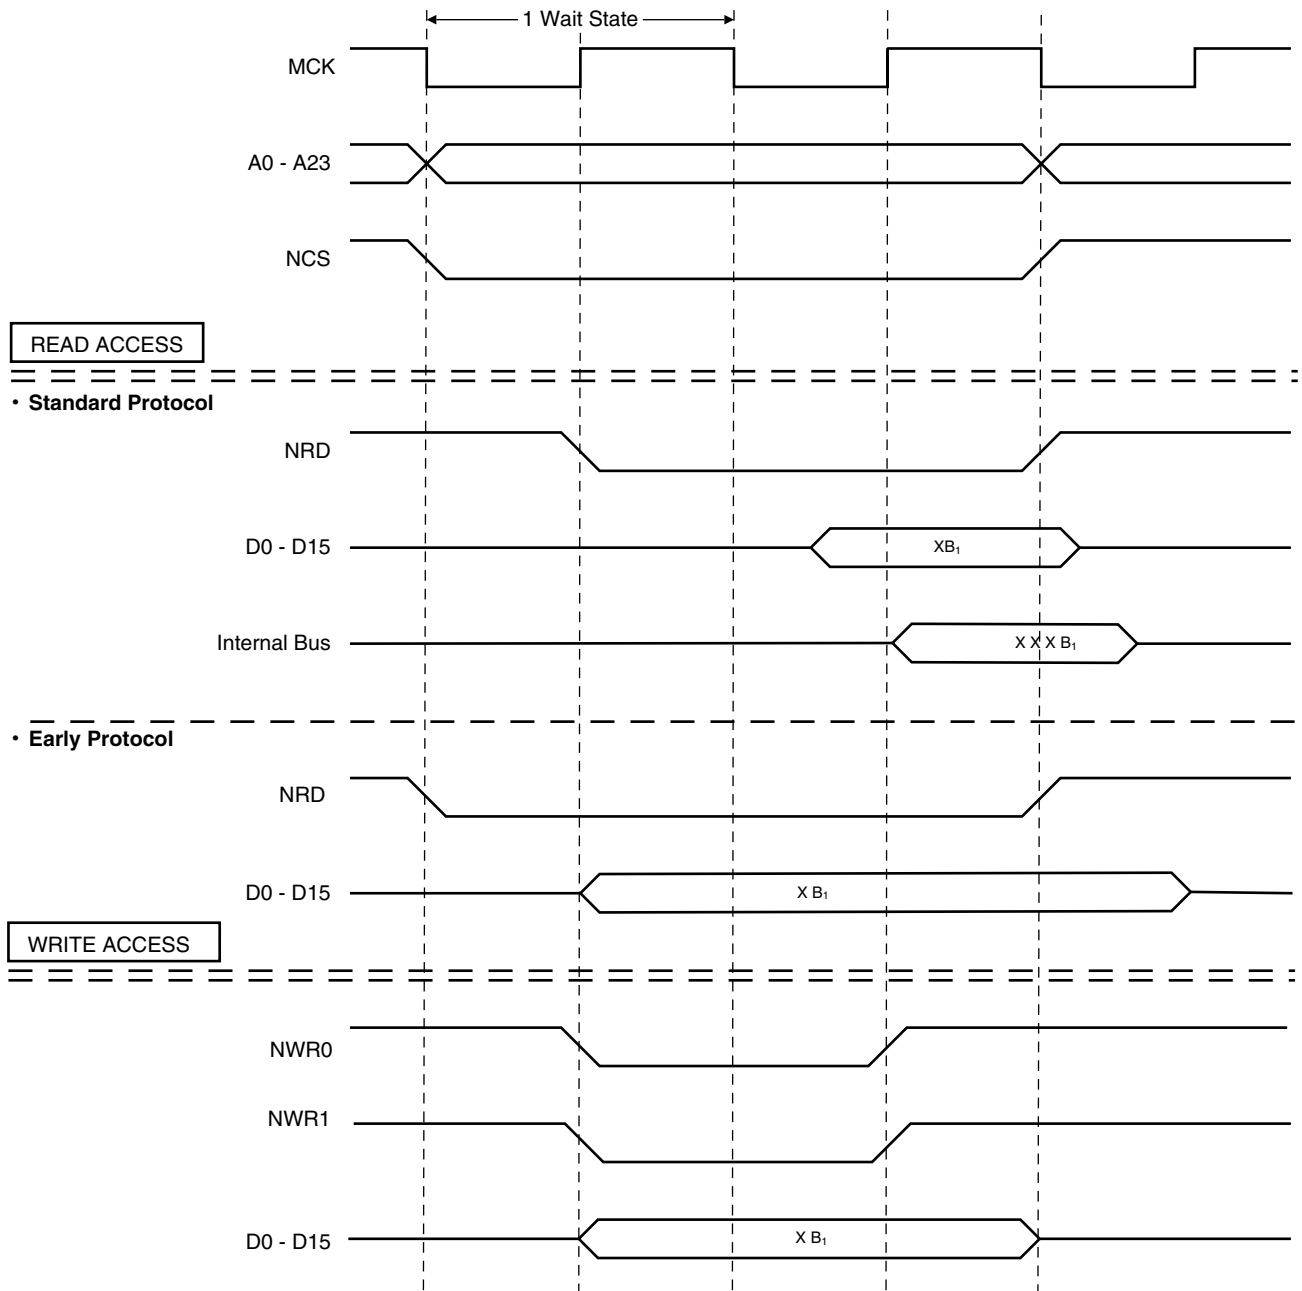 1 Wait State
MCK
A0 - A23
NCS
READ ACCESS
• Standard Protocol
NRD
D0 - D15
XB₁
Internal Bus
X X X B₁
• Early Protocol
NRD
D0 - D15
X B₁
WRITE ACCESS
NWR0
NWR1
D0 - D15
X B₁